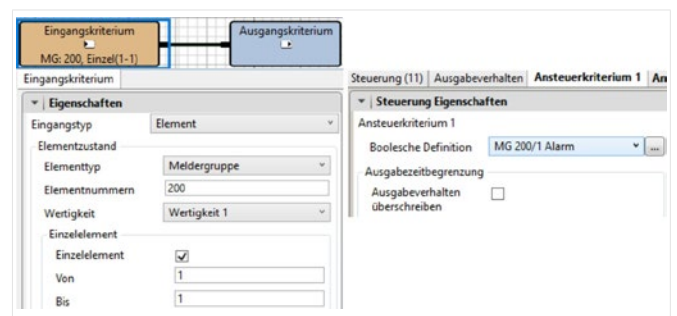 Eingangskriterium
MG: 200, Einzel(1-1)
Ausgangskriterium
Eingangskriterium
Eigenschaften
Eingangstyp Element
Elementzustand
Elementtyp Meldergruppe
Elementnummern 200
Wertigkeit Wertigkeit 1
Einzelelement
Einzelelement
Von 1
Bis 1
Steuerung (11) Ausgabeverhalten Ansteuerkriterium 1 An
Steuerung Eigenschaften
Ansteuerkriterium 1
Boolesche Definition MG 200/1 Alarm ...
Ausgabezeitbegrenzung
Ausgabeverhalten
überschreiben